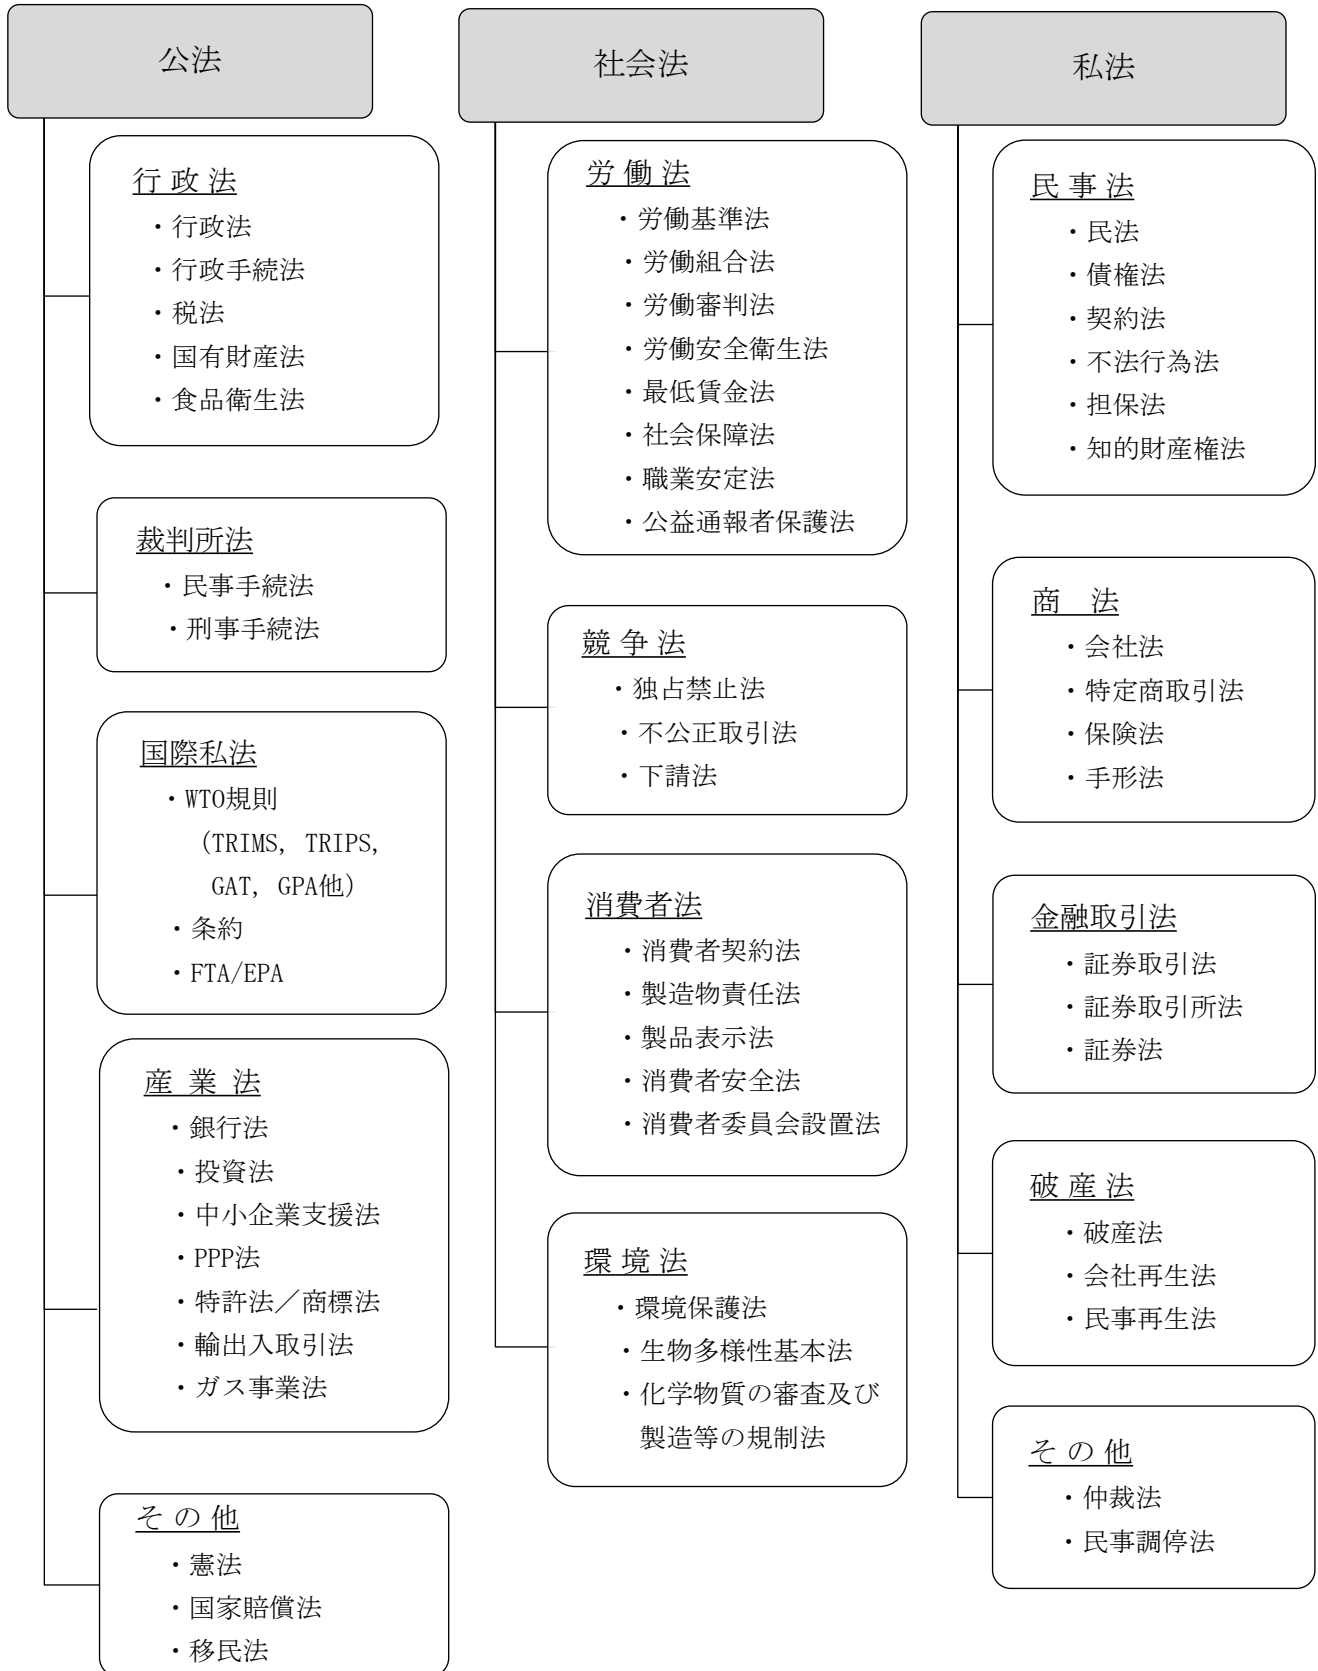 公法
行政法
・行政法
・行政手続法
・税法
・国有財産法
・食品衛生法
裁判所法
・民事手続法
・刑事手続法
国際私法
・WTO規則
(TRIMS, TRIPS,
GAT, GPA他)
・条約
・FTA/EPA
産業法
・銀行法
・投資法
・中小企業支援法
・PPP法
・特許法／商標法
・輸出入取引法
・ガス事業法
その他
・憲法
・国家賠償法
・移民法
社会法
労働法
・労働基準法
・労働組合法
・労働審判法
・労働安全衛生法
・最低賃金法
・社会保障法
・職業安定法
・公益通報者保護法
競争法
・独占禁止法
・不公正取引法
・下請法
消費者法
・消費者契約法
・製造物責任法
・製品表示法
・消費者安全法
・消費者委員会設置法
環境法
・環境保護法
・生物多様性基本法
・化学物質の審査及び
製造等の規制法
私法
民事法
・民法
・債権法
・契約法
・不法行為法
・担保法
・知的財産権法
商　法
・会社法
・特定商取引法
・保険法
・手形法
金融取引法
・証券取引法
・証券取引所法
・証券法
破産法
・破産法
・会社再生法
・民事再生法
その他
・仲裁法
・民事調停法